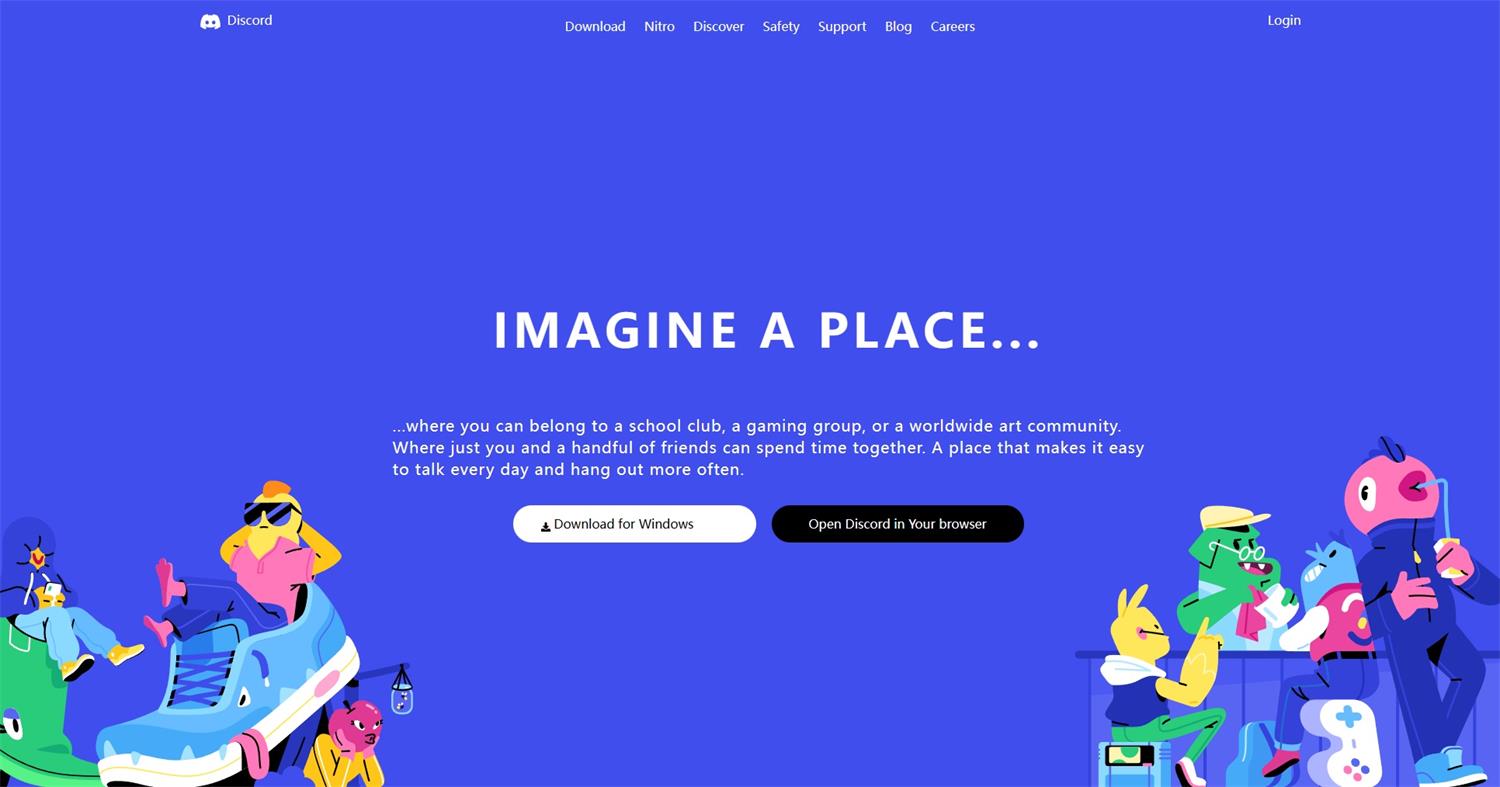 Discord
Download Nitro Discover Safety Support Blog Careers
Login
IMAGINE A PLACE...
...where you can belong to a school club, a gaming group, or a worldwide art community.
Where just you and a handful of friends can spend time together. A place that makes it easy
to talk every day and hang out more often.
Download for Windows
Open Discord in Your browser